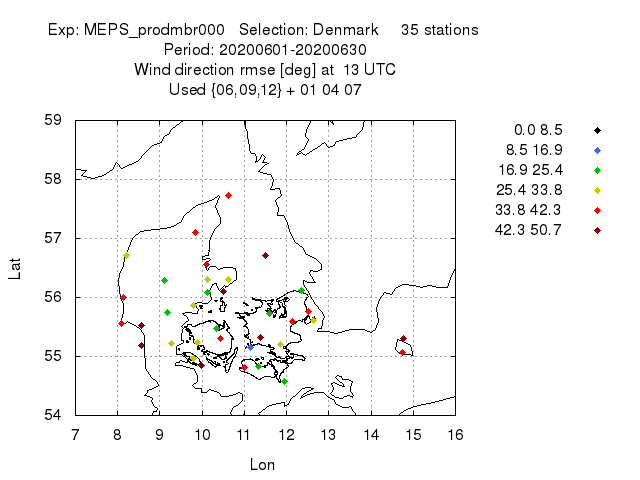 Exp: MEPS_prodmbr000   Selection: Denmark     35 stations
Period: 20200601-20200630
Wind direction rmse [deg] at  13 UTC
Used {06,09,12} + 01 04 07
59
58
57
56
55
54
Lat
7 8 9 10 11 12 13 14 15 16
Lon
0.0 8.5
8.5 16.9
16.9 25.4
25.4 33.8
33.8 42.3
42.3 50.7